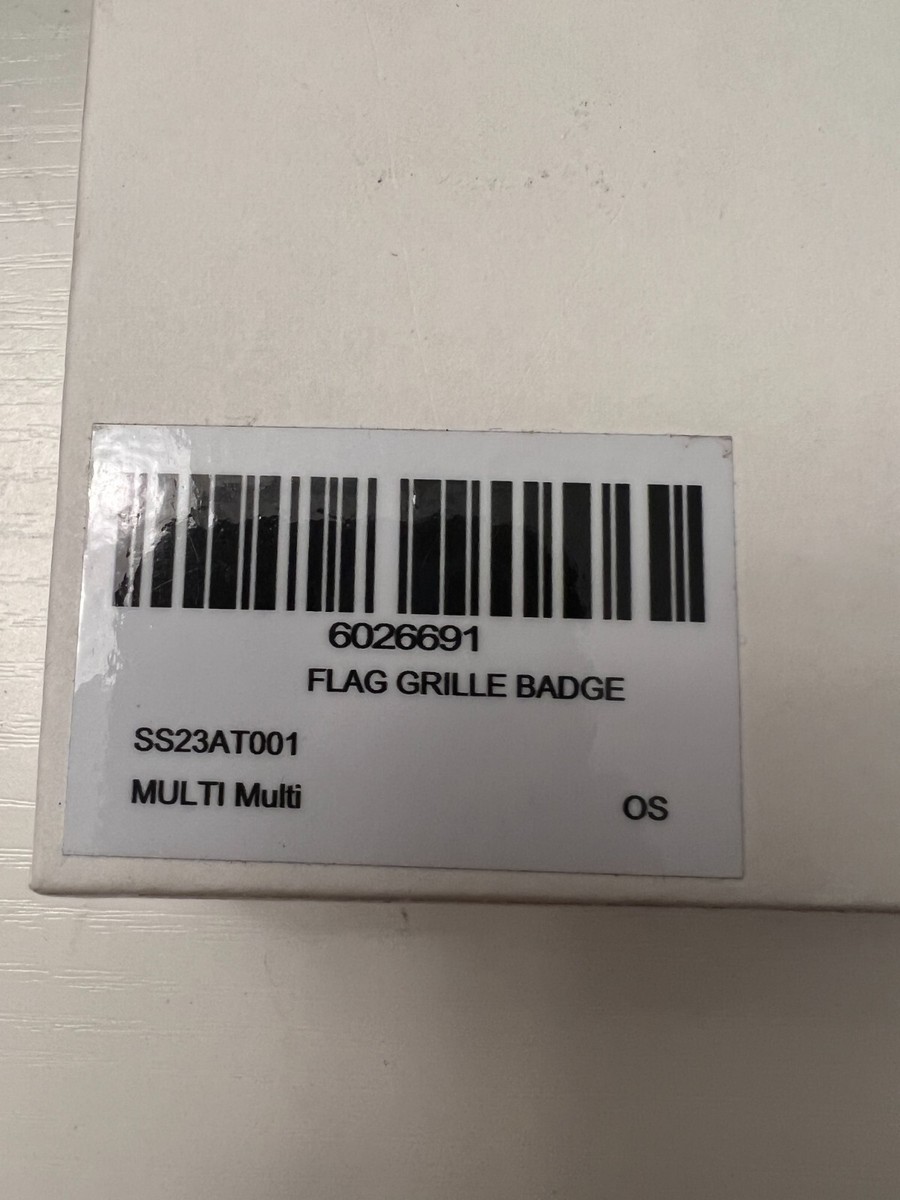 6026691
FLAG GRILLE BADGE
SS23AT001
MULTI Multi
OS